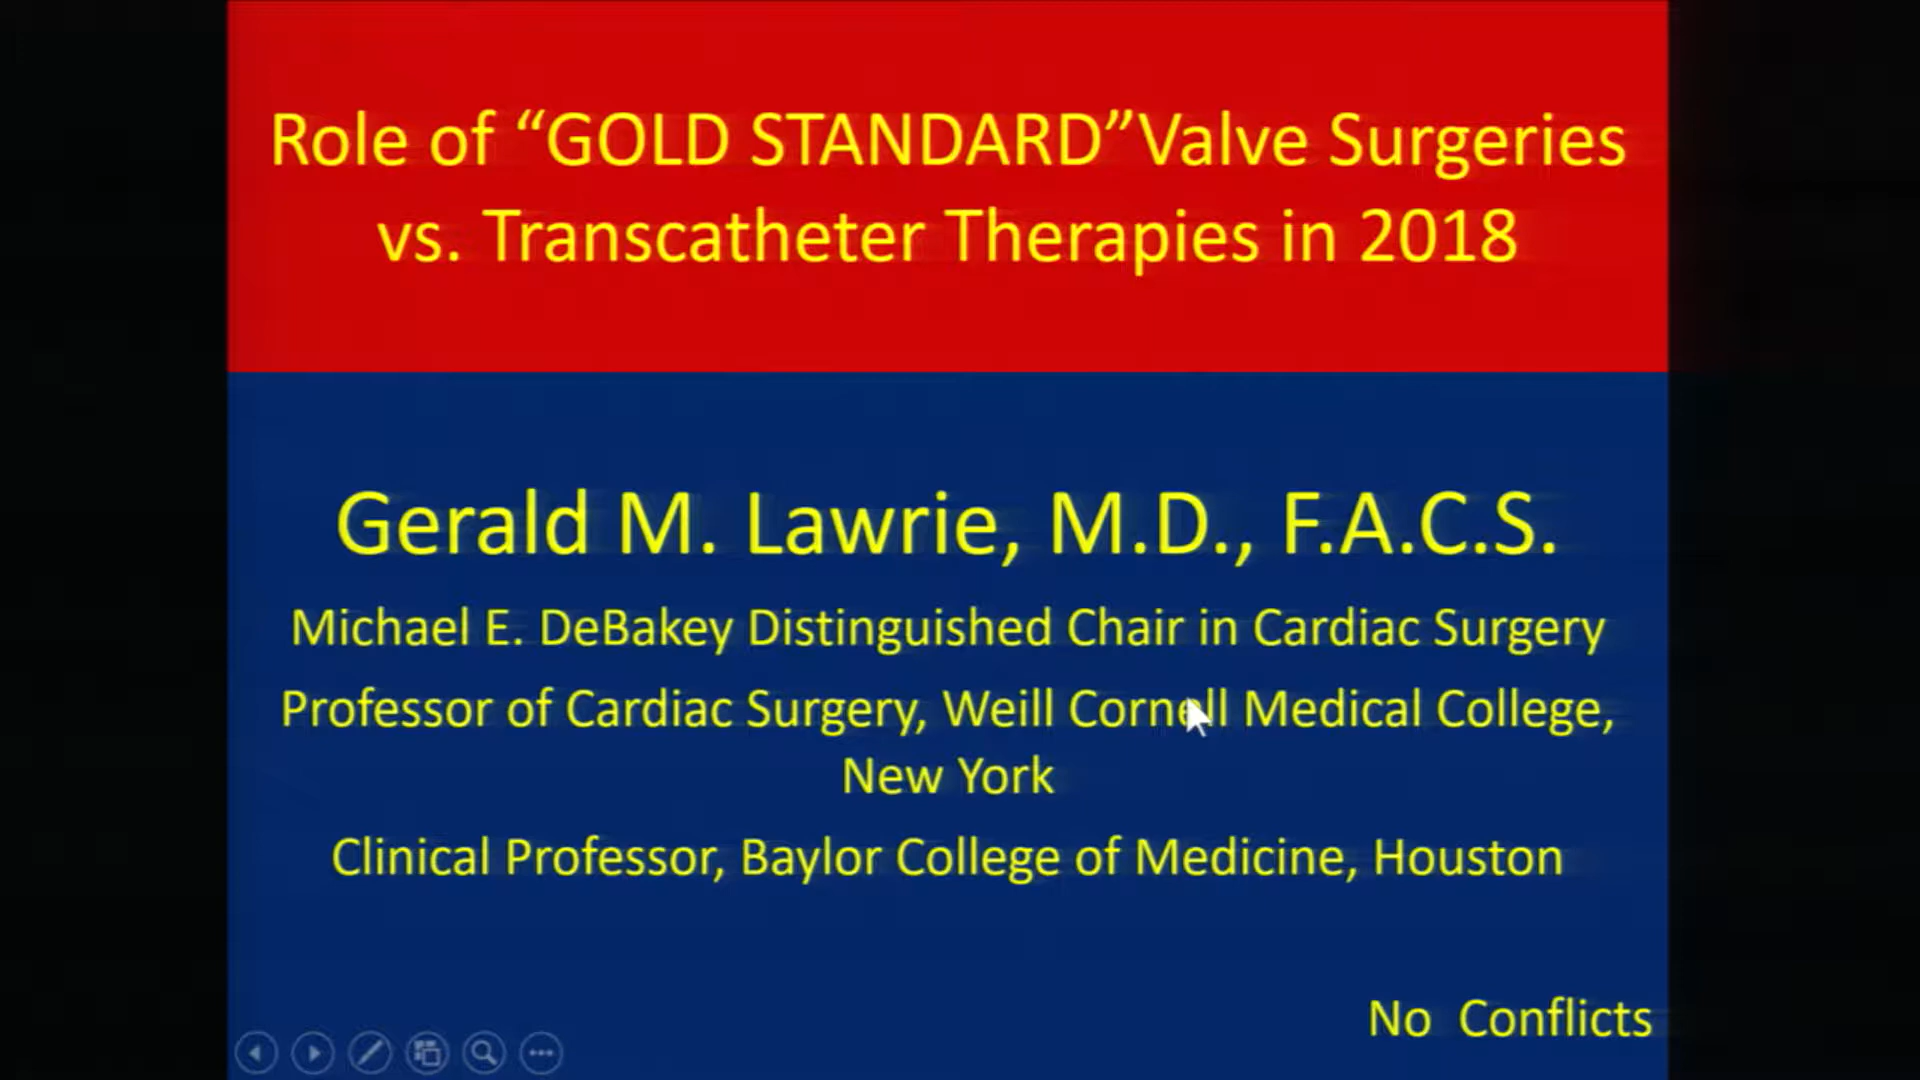 Role of “GOLD STANDARD”Valve Surgeries
vs. Transcatheter Therapies in 2018
Gerald M. Lawrie, M.D., F.A.C.S.
Michael E. DeBakey Distinguished Chair in Cardiac Surgery
Professor of Cardiac Surgery, Weill Cornell Medical College,
New York
Clinical Professor, Baylor College of Medicine, Houston
No Conflicts